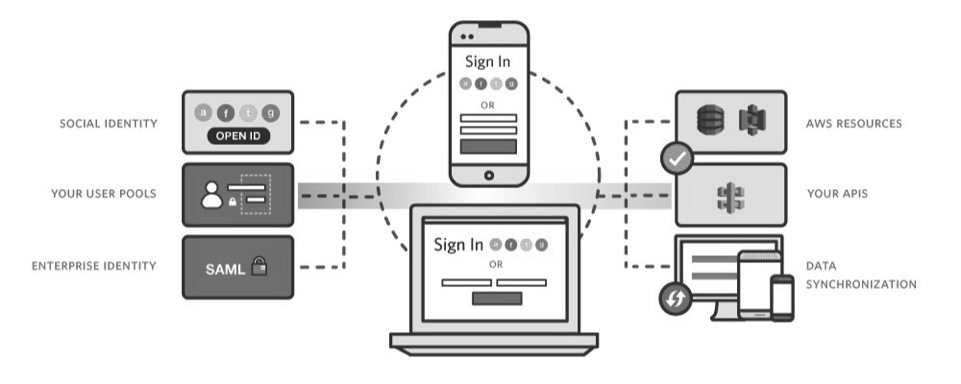 Sign In
a f t g
OR
SOCIAL IDENTITY
a f t g
OPEN ID
YOUR USER POOLS
ENTERPRISE IDENTITY
SAML
Sign In a f t g
OR
AWS RESOURCES
YOUR APIS
DATA
SYNCHRONIZATION